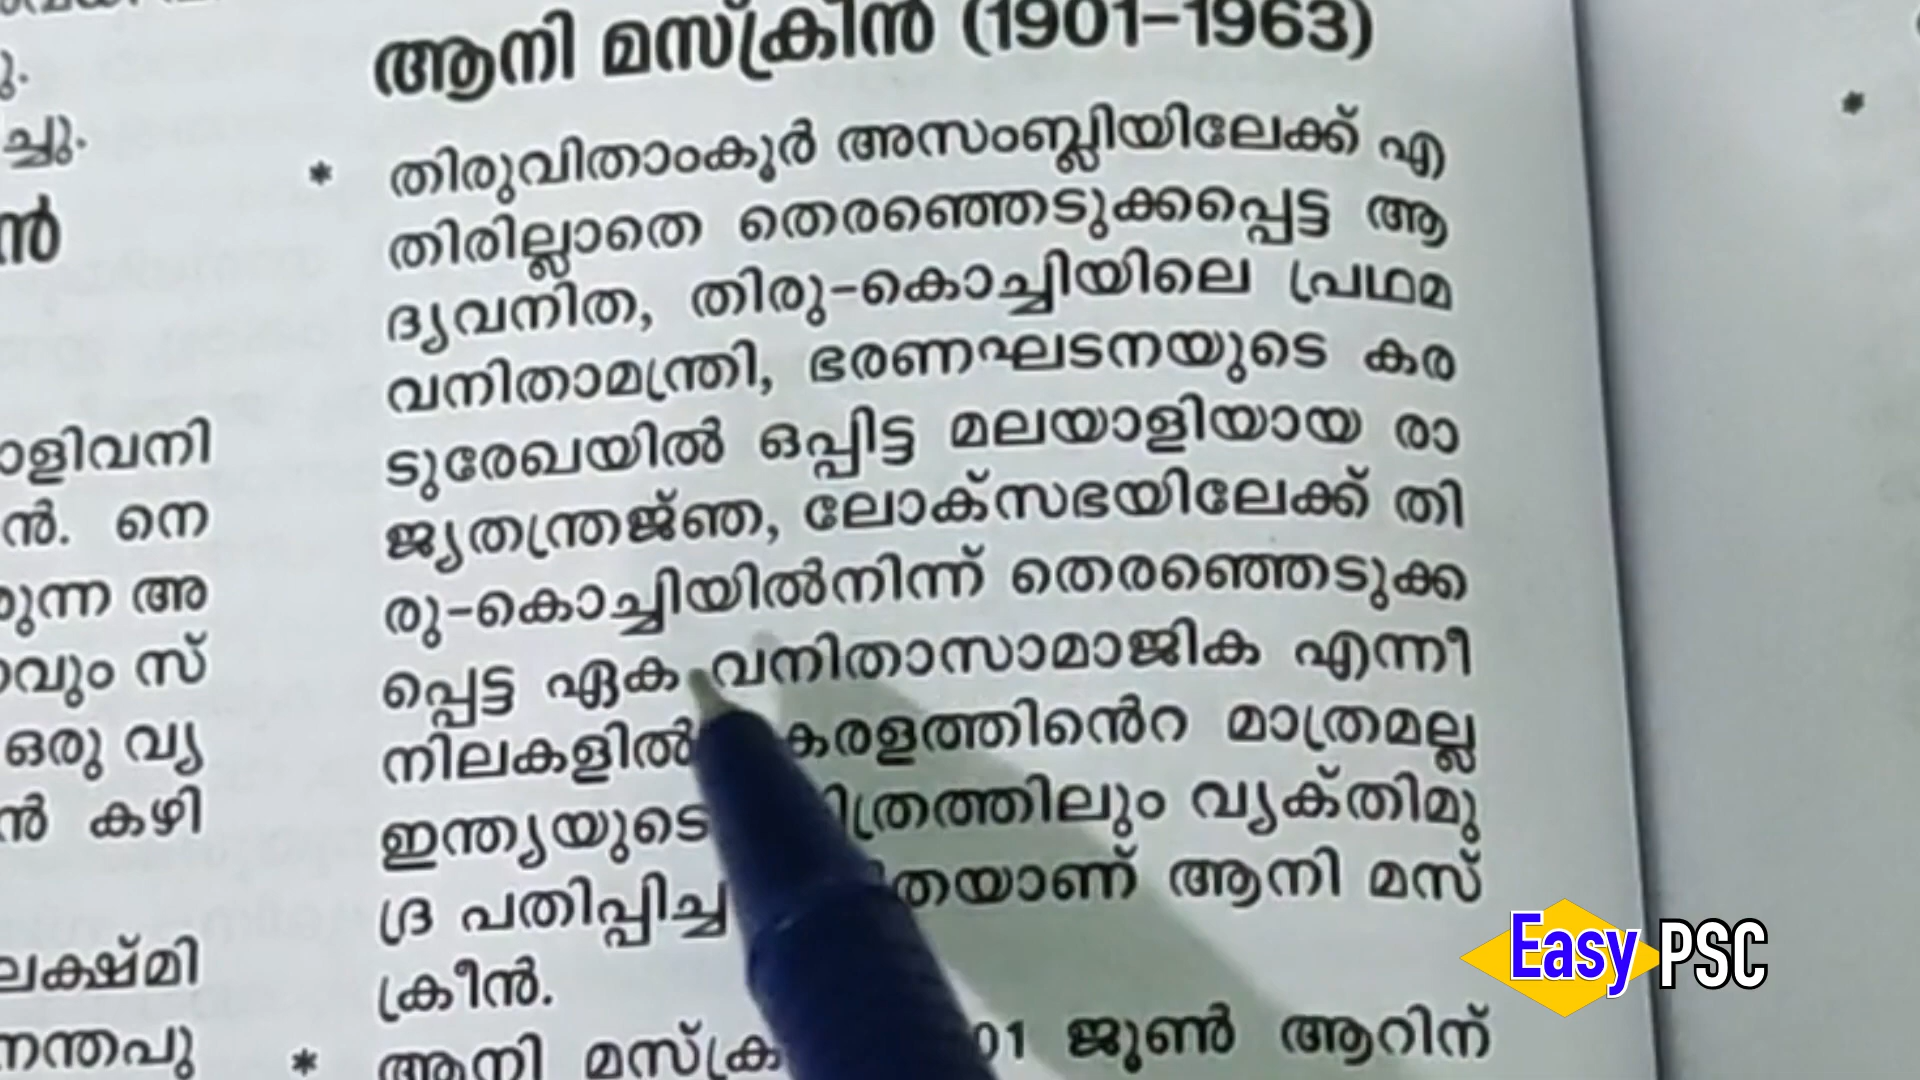 ു.
ച്ചു.
ൻ
ാളിവനി
ൻ. നെ
രുന്ന അ
വും സ്
ഒരു വ്യ
ൻ കഴി
ലക്ഷ്മി
നന്തപു
ആനി മസ്ക്രീൻ (1901-1963)
* തിരുവിതാംകൂർ അസംബ്ലിയിലേക്ക് എ
തിരില്ലാതെ തെരഞ്ഞെടുക്കപ്പെട്ട ആ
ദ്യവനിത, തിരു-കൊച്ചിയിലെ പ്രഥമ
വനിതാമന്ത്രി, ഭരണഘടനയുടെ കര
ടുരേഖയിൽ ഒപ്പിട്ട മലയാളിയായ രാ
ജ്യതന്ത്രജ്ഞ, ലോക്സഭയിലേക്ക് തി
രു-കൊച്ചിയിൽനിന്ന് തെരഞ്ഞെടുക്ക
പ്പെട്ട ഏക വനിതാസാമാജിക എന്നീ
നിലകളിൽ കരളത്തിൻെറ മാത്രമല്ല
ഇന്ത്യയുടെ ിത്രത്തിലും വ്യക്തിമു
ദ്ര പതിപ്പിച്ച ിതയാണ് ആനി മസ്
ക്രീൻ.
* ആനി മസ്ക്ര 01 ജൂൺ ആറിന്
*
Easy PSC